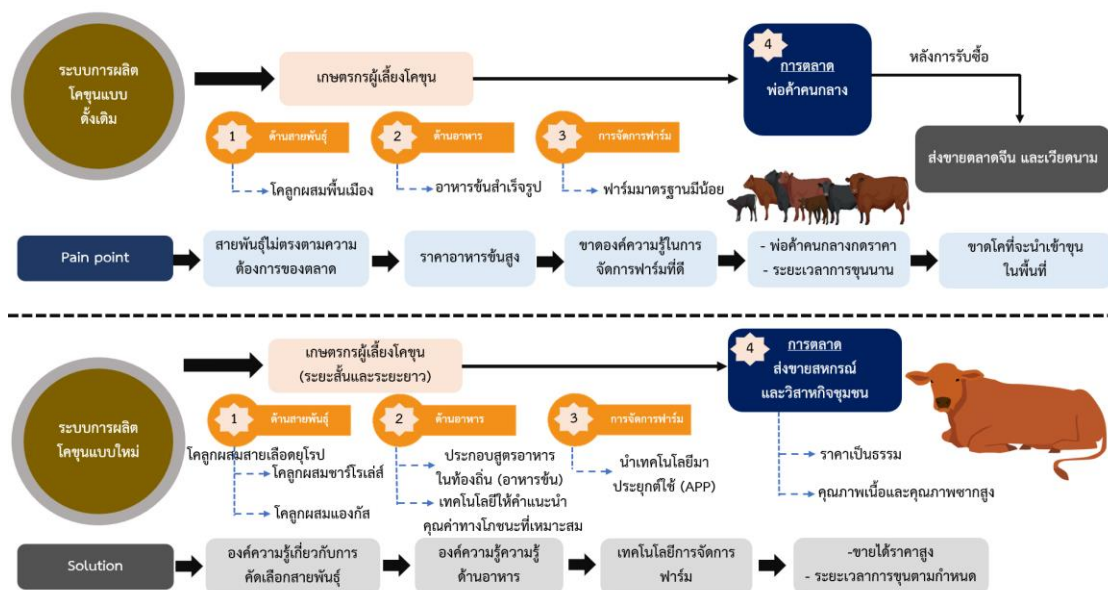 ระบบการผลิต
โคขุนแบบ
ดั้งเดิม
เกษตรกรผู้เลี้ยงโคขุน
4
การตลาด
พ่อค้าคนกลาง
หลังการรับซื้อ
ส่งขายตลาดจีน และเวียดนาม
1
ด้านสายพันธุ์
โคลูกผสมพื้นเมือง
2
ด้านอาหาร
อาหารข้นสำเร็จรูป
3
การจัดการฟาร์ม
ฟาร์มมาตรฐานมีน้อย
Pain point
สายพันธุ์ไม่ตรงตามความ
ต้องการของตลาด
ราคาอาหารข้นสูง
ขาดองค์ความรู้ในการ
จัดการฟาร์มที่ดี
- พ่อค้าคนกลางกดราคา
- ระยะเวลาการขุนนาน
ขาดโคที่จะนำเข้าขุน
ในพื้นที่
ระบบการผลิต
โคขุนแบบใหม่
เกษตรกรผู้เลี้ยงโคขุน
(ระยะสั้นและระยะยาว)
4
การตลาด
ส่งขายสหกรณ์
และวิสาหกิจชุมชน
ราคาเป็นธรรม
คุณภาพเนื้อและคุณภาพซากสูง
1
ด้านสายพันธุ์
โคลูกผสมสายเลือดยุโรป
โคลูกผสมชาร์โรเล่ส์
โคลูกผสมแองกัส
2
ด้านอาหาร
ประกอบสูตรอาหาร
ในท้องถิ่น (อาหารข้น)
เทคโนโลยีให้คำแนะนำ
คุณค่าทางโภชนะที่เหมาะสม
3
การจัดการฟาร์ม
นำเทคโนโลยีมา
ประยุกต์ใช้ (APP)
Solution
องค์ความรู้เกี่ยวกับการ
คัดเลือกสายพันธุ์
องค์ความรู้ความรู้
ด้านอาหาร
เทคโนโลยีการจัดการ
ฟาร์ม
-ขายได้ราคาสูง
- ระยะเวลาการขุนตามกำหนด